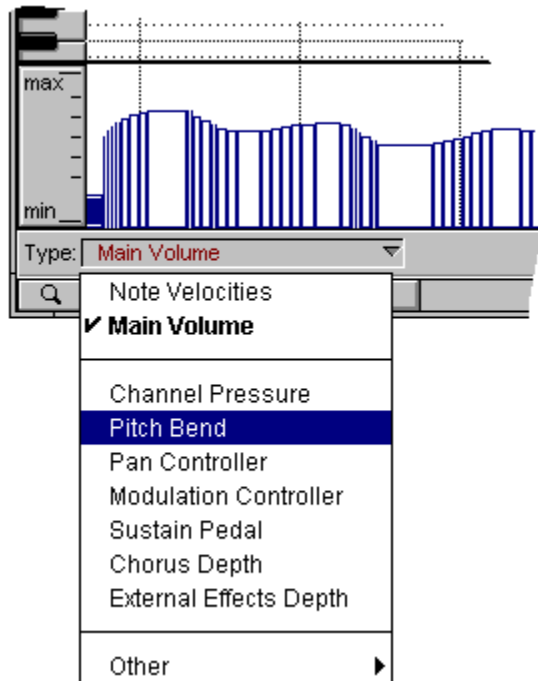 max
min
Type: Main Volume
Note Velocities
✔ Main Volume
Channel Pressure
Pitch Bend
Pan Controller
Modulation Controller
Sustain Pedal
Chorus Depth
External Effects Depth
Other